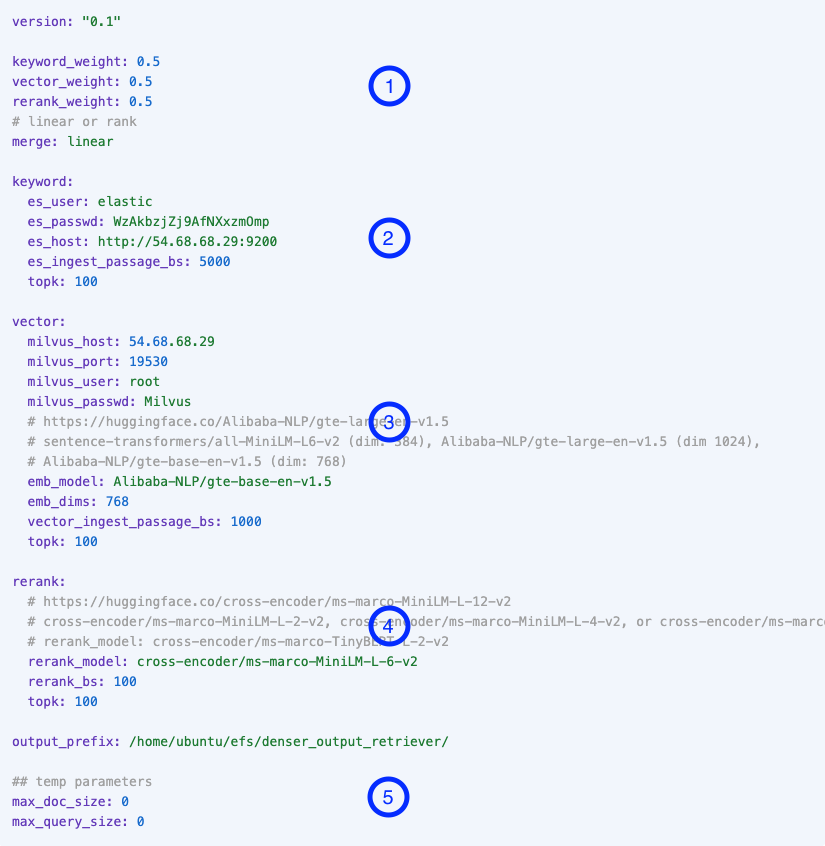 version: "0.1"
keyword_weight: 0.5
vector_weight: 0.5
1
rerank_weight: 0.5
# linear or rank
merge: linear
keyword:
  es_user: elastic
  es_passwd: WzAkbzjZj9AfNXxzmOmp
  es_host: http://54.68.68.29:9200
2
  es_ingest_passage_bs: 5000
  topk: 100
vector:
  milvus_host: 54.68.68.29
  milvus_port: 19530
  milvus_user: root
  milvus_passwd: Milvus
  # https://huggingface.co/Alibaba-NLP/gte-large-en-v1.5
3
  # sentence-transformers/all-MiniLM-L6-v2 (dim: 384), Alibaba-NLP/gte-large-en-v1.5 (dim 1024),
  # Alibaba-NLP/gte-base-en-v1.5 (dim: 768)
  emb_model: Alibaba-NLP/gte-base-en-v1.5
  emb_dims: 768
  vector_ingest_passage_bs: 1000
  topk: 100
rerank:
  # https://huggingface.co/cross-encoder/ms-marco-MiniLM-L-12-v2
  # cross-encoder/ms-marco-MiniLM-L-2-v2, cross-encoder/ms-marco-MiniLM-L-4-v2, or cross-encoder/ms-marco
4
  # rerank_model: cross-encoder/ms-marco-TinyBERT-L-2-v2
  rerank_model: cross-encoder/ms-marco-MiniLM-L-6-v2
  rerank_bs: 100
  topk: 100
output_prefix: /home/ubuntu/efs/denser_output_retriever/
## temp parameters
max_doc_size: 0
5
max_query_size: 0